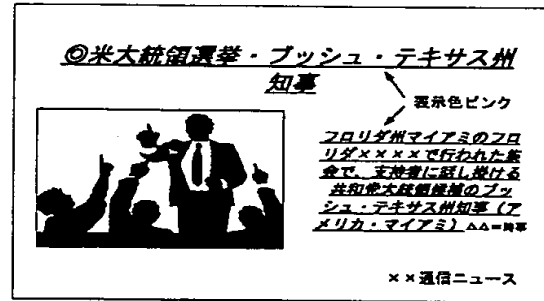 ◎米大統領選挙・ブッシュ・テキサス州
知事
表示色ピンク
フロリダ州マイアミのフロ
リダ××××で行われた集
会で、支持者に話し掛ける
共和党大統領候補のブッ
シュ・テキサス州知事（ア
メリカ・マイアミ）△△=時事
××通信ニュース